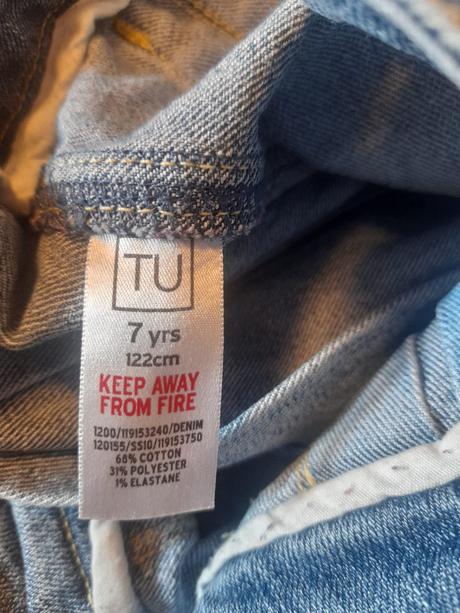 TU
7 yrs
122cm
KEEP AWAY
FROM FIRE
1200/119153240/DENIM
120155/SS10/119153750
68% COTTON
31% POLYESTER
1% ELASTANE